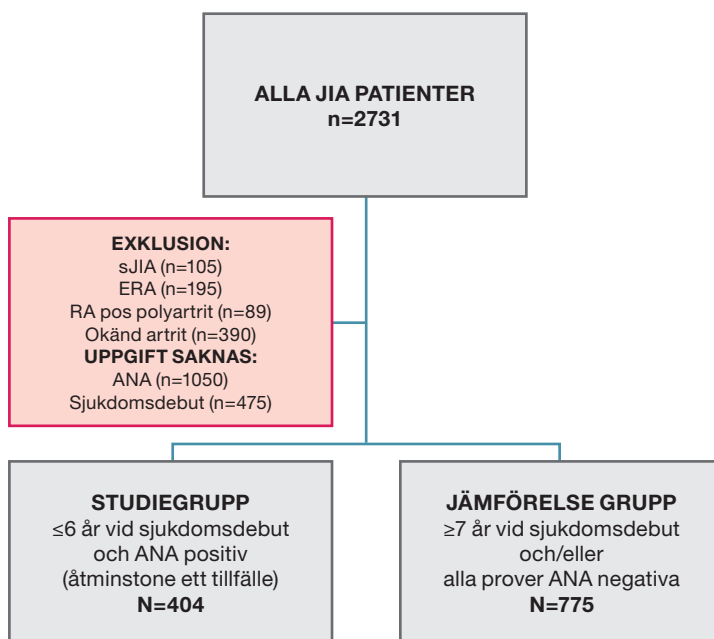 ALLA JIA PATIENTER
n=2731
EXKLUSION:
sJIA (n=105)
ERA (n=195)
RA pos polyartrit (n=89)
Okänd artrit (n=390)
UPPGIFT SAKNAS:
ANA (n=1050)
Sjukdomsdebut (n=475)
STUDIEGRUPP
≤6 år vid sjukdomsdebut
och ANA positiv
(åtminstone ett tillfälle)
N=404
JÄMFÖRELSE GRUPP
≥7 år vid sjukdomsdebut
och/eller
alla prover ANA negativa
N=775